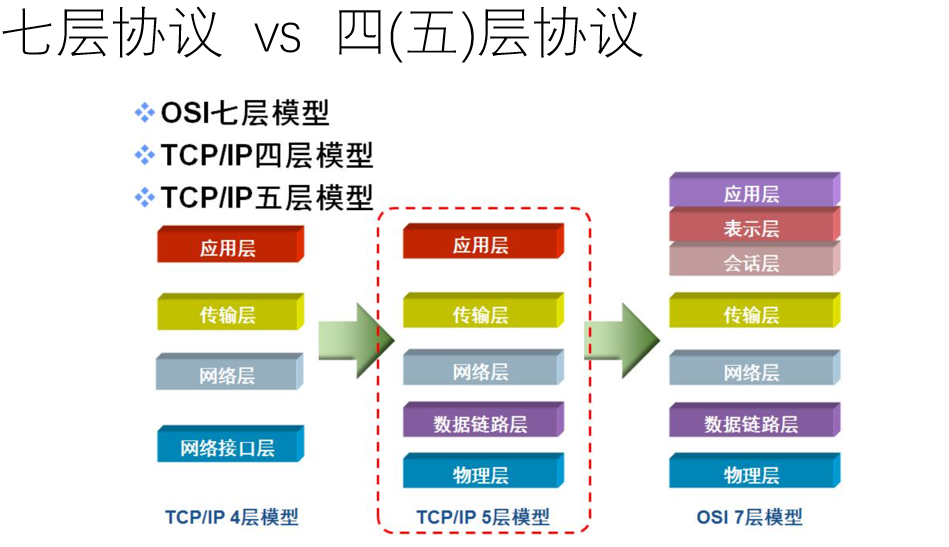 七层协议 vs 四(五)层协议
OSI七层模型
TCP/IP四层模型
TCP/IP五层模型
应用层
传输层
网络层
网络接口层
TCP/IP 4层模型
应用层
传输层
网络层
数据链路层
物理层
TCP/IP 5层模型
应用层
表示层
会话层
传输层
网络层
数据链路层
物理层
OSI 7层模型